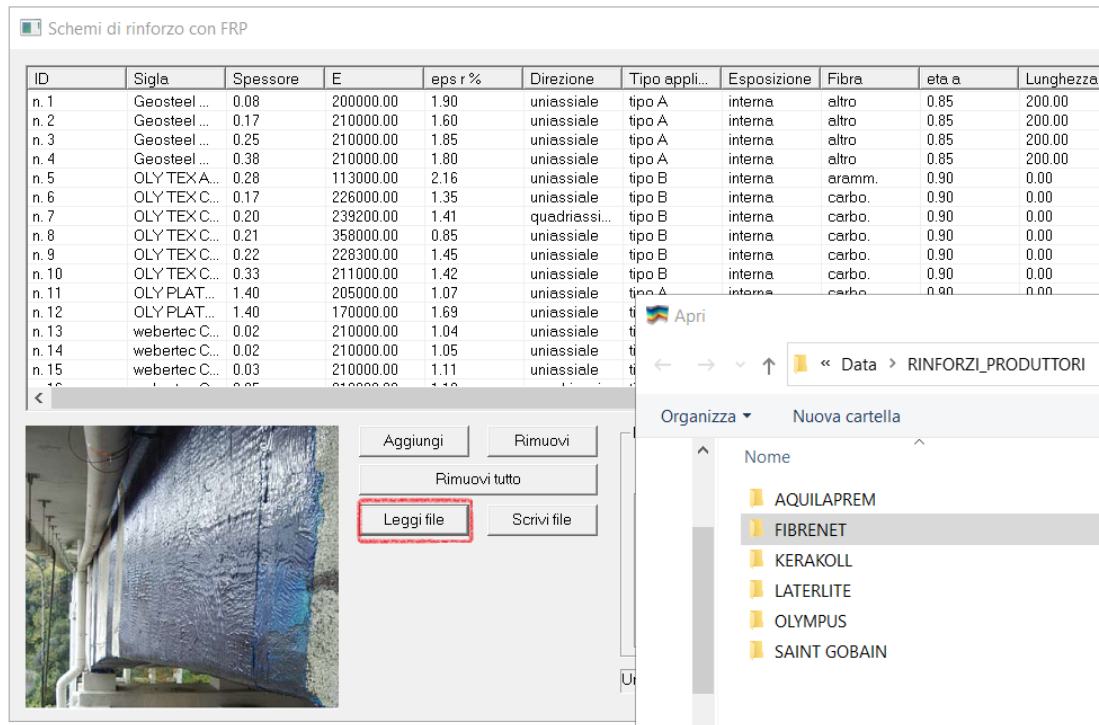 Schemi di rinforzo con FRP
ID Sigla Spessore E eps r % Direzione Tipo appli... Esposizione Fibra eta a Lunghezza
n. 1 Geosteel ... 0.08 200000.00 1.90 uniassiale tipo A interna altro 0.85 200.00
n. 2 Geosteel ... 0.17 210000.00 1.60 uniassiale tipo A interna altro 0.85 200.00
n. 3 Geosteel ... 0.25 210000.00 1.85 uniassiale tipo A interna altro 0.85 200.00
n. 4 Geosteel ... 0.38 210000.00 1.80 uniassiale tipo A interna altro 0.85 200.00
n. 5 OLY TEX A... 0.28 113000.00 2.16 uniassiale tipo B interna aramm. 0.90 0.00
n. 6 OLY TEX C... 0.17 226000.00 1.35 uniassiale tipo B interna carbo. 0.90 0.00
n. 7 OLY TEX C... 0.20 239200.00 1.41 quadriassi... tipo B interna carbo. 0.90 0.00
n. 8 OLY TEX C... 0.21 358000.00 0.85 uniassiale tipo B interna carbo. 0.90 0.00
n. 9 OLY TEX C... 0.22 228300.00 1.45 uniassiale tipo B interna carbo. 0.90 0.00
n. 10 OLY TEX C... 0.33 211000.00 1.42 uniassiale tipo B interna carbo. 0.90 0.00
n. 11 OLY PLAT... 1.40 205000.00 1.07 uniassiale tipo A interna carbo. 0.90 0.00
n. 12 OLY PLAT... 1.40 170000.00 1.69 uniassiale
n. 13 webertec C... 0.02 210000.00 1.04 uniassiale
n. 14 webertec C... 0.02 210000.00 1.05 uniassiale
n. 15 webertec C... 0.03 210000.00 1.11 uniassiale
Aggiungi Rimuovi
Rimuovi tutto
Leggi file Scrivi file
Apri
« Data > RINFORZI_PRODUTTORI
Organizza Nuova cartella
Nome
AQUILAPREM
FIBRENET
KERAKOLL
LATERLITE
OLYMPUS
SAINT GOBAIN